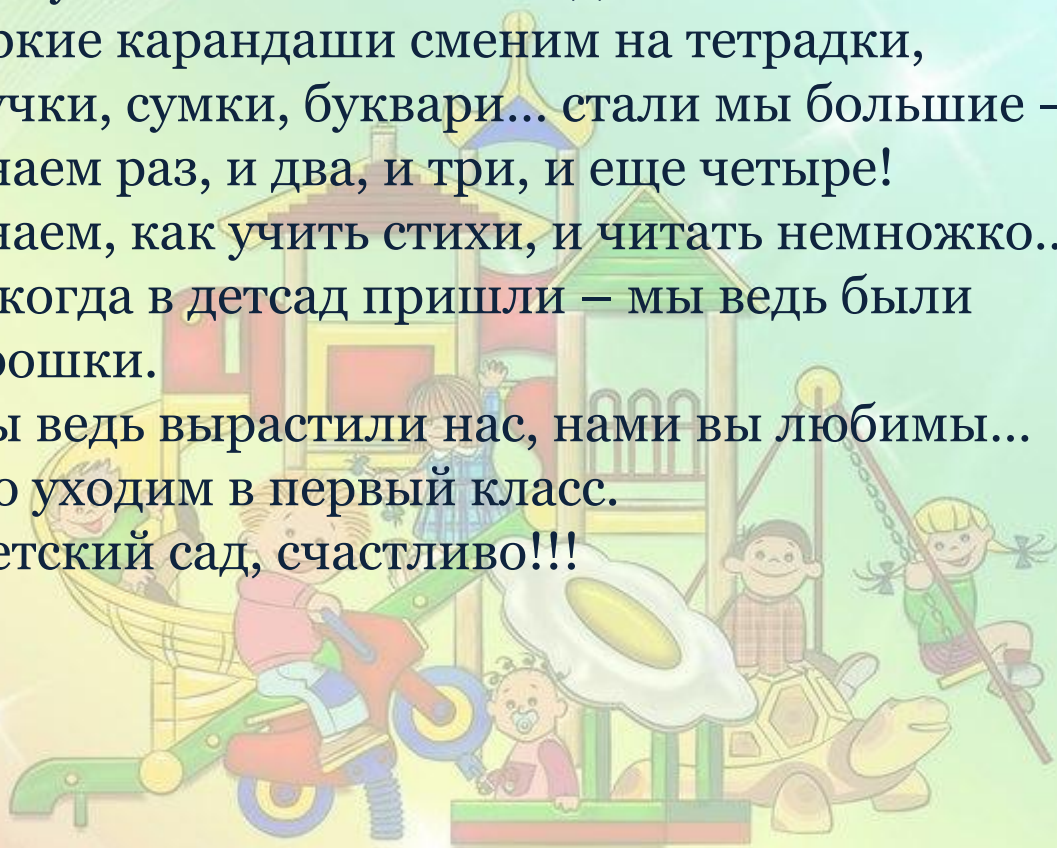 ркие карандаши сменим на тетрадки,
учки, сумки, буквари... стали мы большие –
наем раз, и два, и три, и еще четыре!
наем, как учить стихи, и читать немножко..
когда в детсад пришли – мы ведь были
рошки.
ы ведь вырастили нас, нами вы любимы...
о уходим в первый класс.
етский сад, счастливо!!!